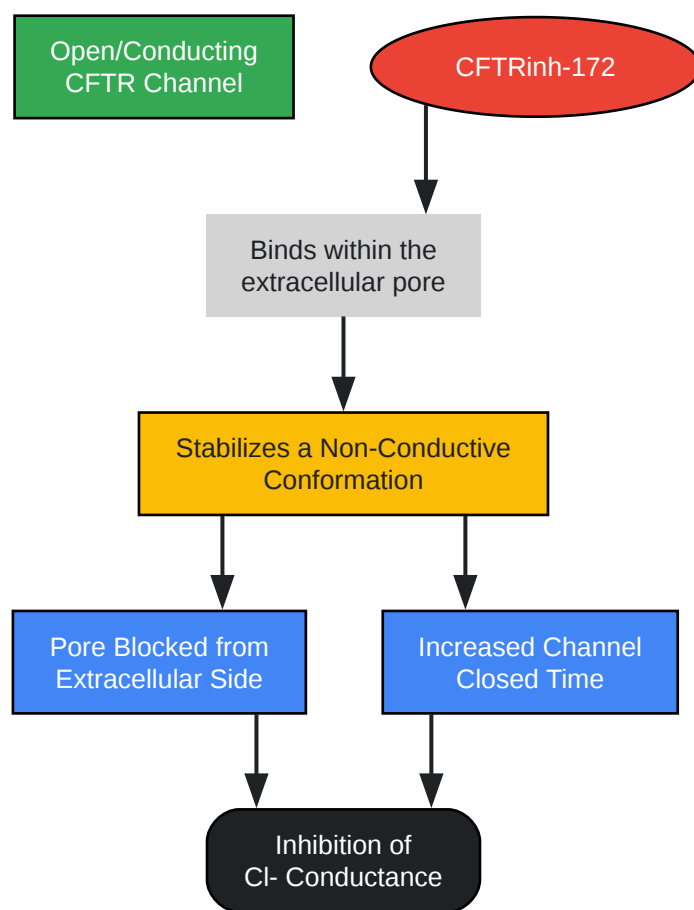 Open/Conducting
CFTR Channel
CFTRinh-172
Binds within the
extracellular pore
Stabilizes a Non-Conductive
Conformation
Pore Blocked from
Extracellular Side
Increased Channel
Closed Time
Inhibition of
Cl- Conductance